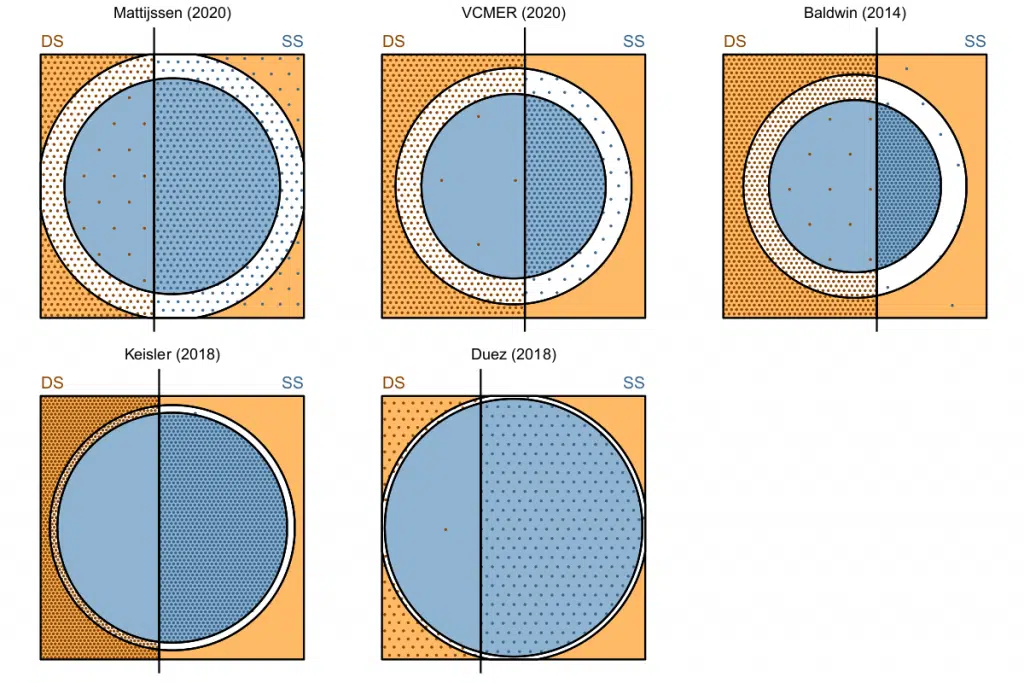 Mattijssen (2020)
DS SS
VCMER (2020)
DS SS
Baldwin (2014)
DS SS
Keisler (2018)
DS SS
Duez (2018)
DS SS